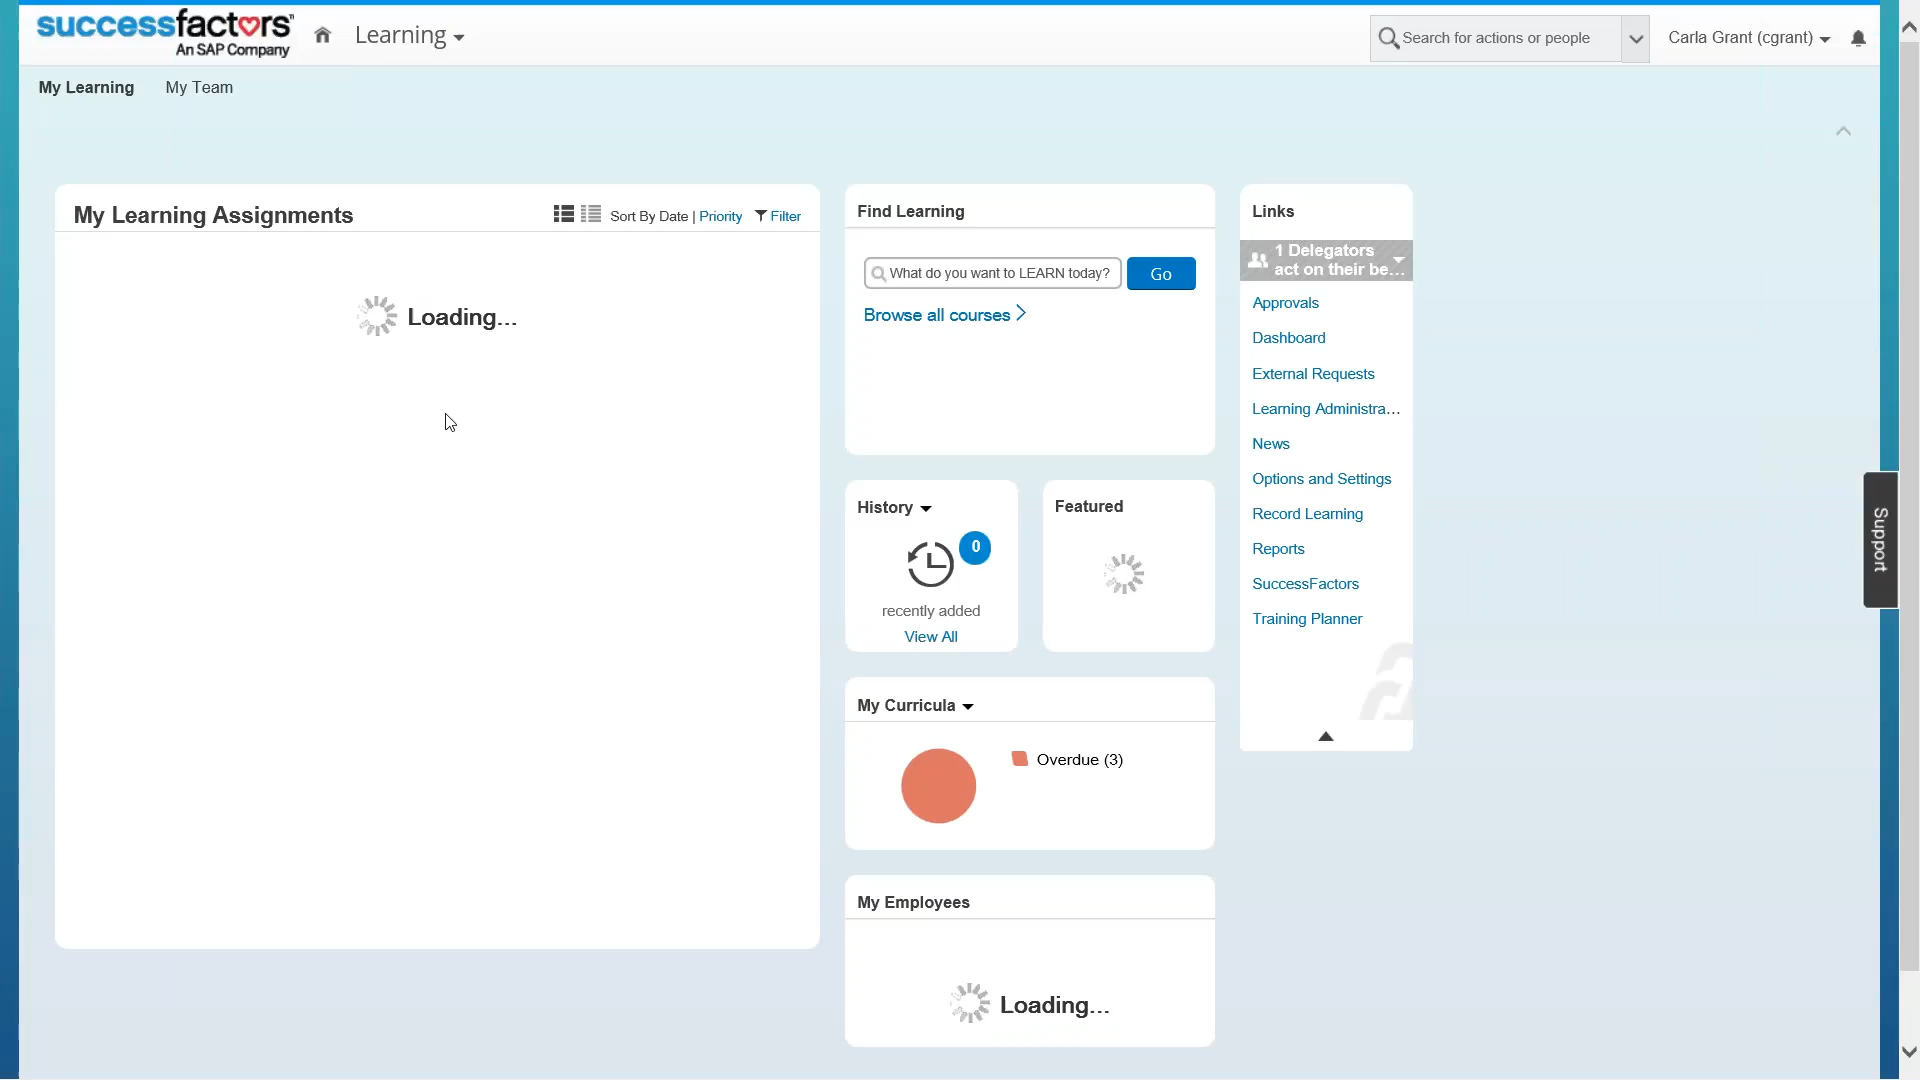 successfactors™
An SAP Company
Learning
Search for actions or people
Carla Grant (cgrant)
My Learning
My Team
My Learning Assignments
Sort By Date | Priority
Filter
Loading...
Find Learning
What do you want to LEARN today?
Go
Browse all courses
History
0
recently added
View All
Featured
My Curricula
Overdue (3)
My Employees
Loading...
Links
1 Delegators
act on their be...
Approvals
Dashboard
External Requests
Learning Administra...
News
Options and Settings
Record Learning
Reports
SuccessFactors
Training Planner
Support